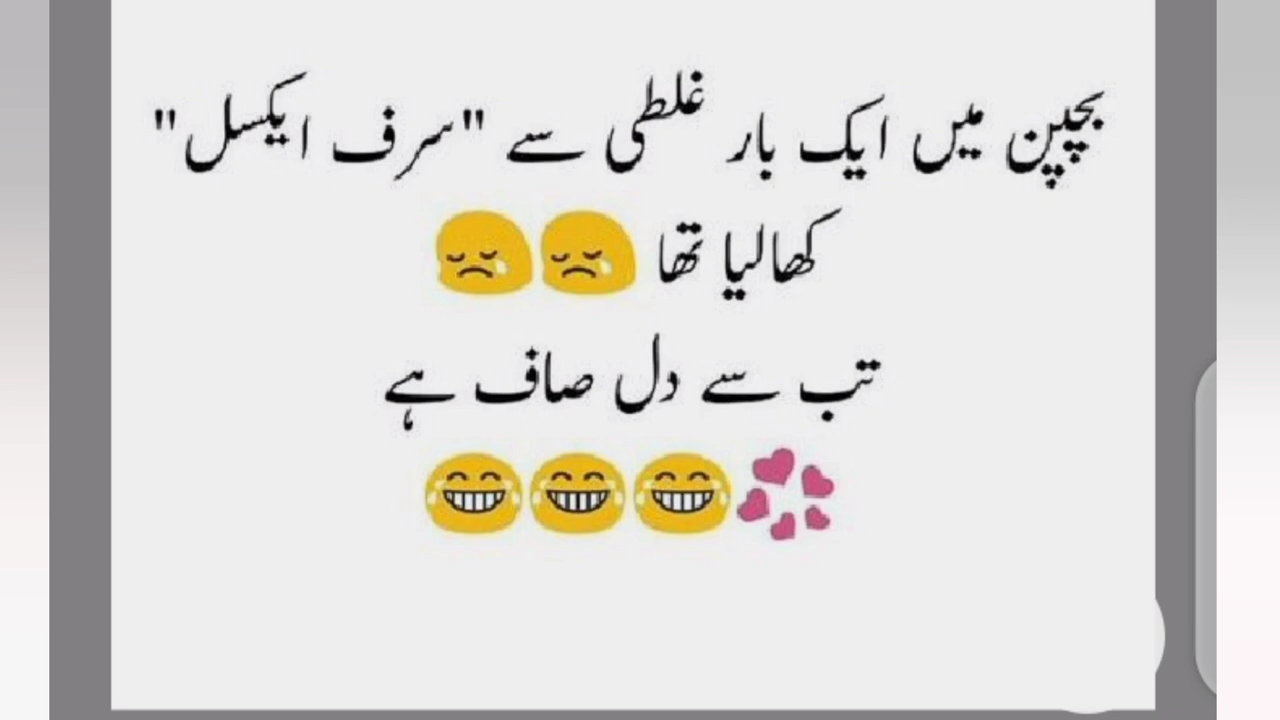 بچپن میں ایک بار غلطی سے "سرف ایکسل"
کھالیا تھا 😢😢
تب سے دل صاف ہے
💞😂😂😂